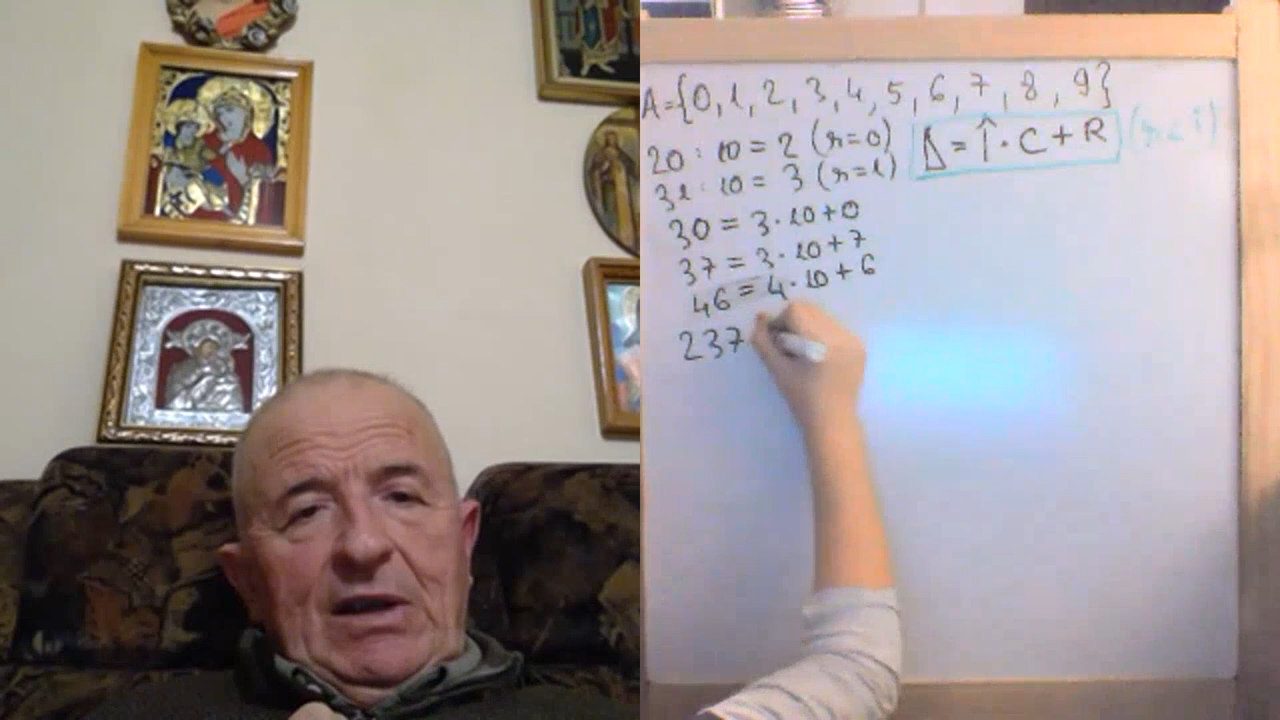 A={0,1,2,3,4,5,6,7,8,9}
20:10=2 (r=0)
Δ=Î·C+R
31:10=3 (r=1)
30=3·10+0
37=3·10+7
46=4·10+6
237